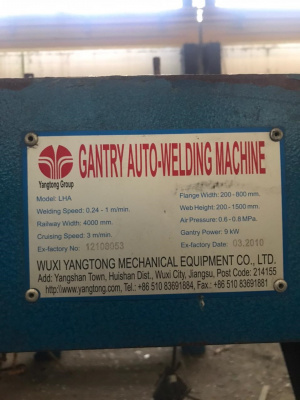 GANTRY AUTO-WELDING MACHINE
Yangtong Group
Model: LHA
Flange Width: 200-800 mm.
Welding Speed: 0,24 - 1 m/min.
Web Height: 200-1500 mm.
Railway Width: 4000 mm.
Air Pressure: 0.6 -0.8 MPa.
Cruising Speed: 3 m/min.
Gantry Power: 9 kW
Ex-factory No: 12100053
Ex-factory Date: 03.2010
WUXI YANGTONG MECHANICAL EQUIPMENT CO., LTD.
Add: Yangshan Town, Huishan Dist., Wuxi City, Jiangsu, Post Code: 214155
http:\\www.yangtong.com, Tel.: +86 510 83691884, Fax: +86 510 83691881